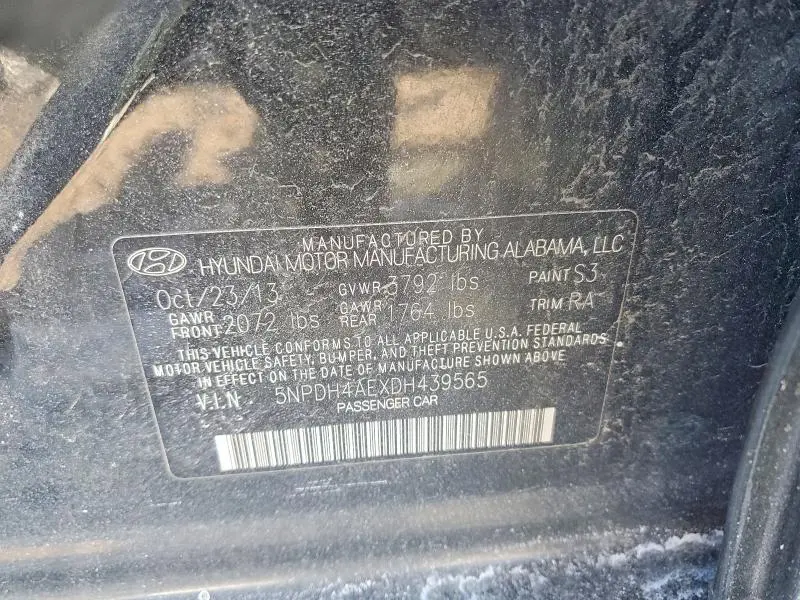 MANUFACTURED BY
HYUNDAI MOTOR MANUFACTURING ALABAMA, LLC
Oct/23/13 GVWR 3792 lbs PAINT S3
GAWR FRONT 2072 lbs GAWR REAR 1764 lbs TRIM RA
THIS VEHICLE CONFORMS TO ALL APPLICABLE U.S.A. FEDERAL
MOTOR VEHICLE SAFETY, BUMPER, AND THEFT PREVENTION STANDARDS
IN EFFECT ON THE DATE OF MANUFACTURE SHOWN ABOVE.
V.I.N 5NPDH4AEXDH439565
PASSENGER CAR